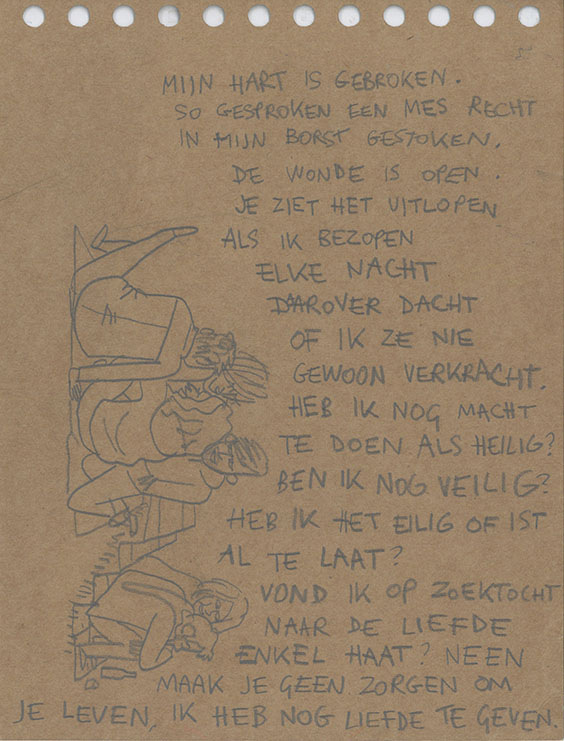 MIJN HART IS GEBROKEN.
SO GESPROKEN EEN MES RECHT
IN MIJN BORST GESTOKEN.
DE WONDE IS OPEN.
JE ZIET HET UITLOPEN
ALS IK BEZOPEN
ELKE NACHT
DAAROVER DACHT
OF IK ZE NIE
GEWOON VERKRACHT.
HEB IK NOG MACHT
TE DOEN ALS HEILIG?
BEN IK NOG VEILIG?
HEB IK HET EILIG OF IST
AL TE LAAT?
VOND IK OP ZOEKTOCHT
NAAR DE LIEFDE
ENKEL HAAT? NEEN
MAAK JE GEEN ZORGEN OM
JE LEVEN, IK HEB NOG LIEFDE TE GEVEN.